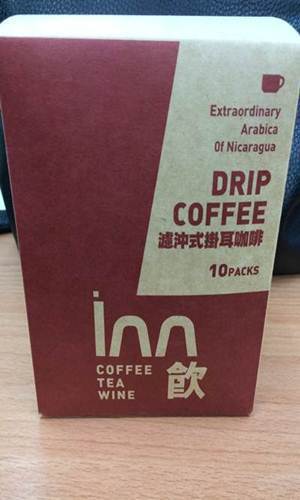 Extraordinary
Arabica
Of Nicaragua
DRIP
COFFEE
濾沖式掛耳咖啡
10PACKS
inn
COFFEE
TEA
WINE
飲